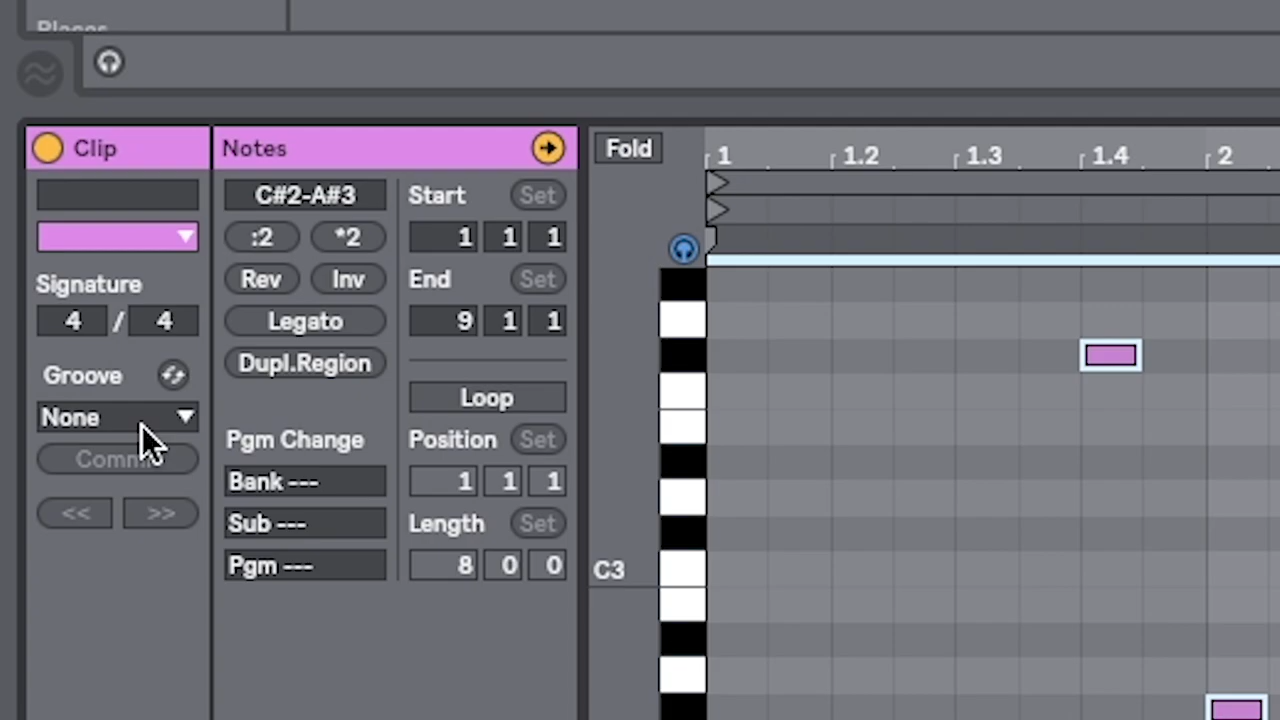 Places
Clip
Notes
Fold
1
1.2
1.3
1.4
2
C#2-A#3
Start
Set
:2
*2
1 1 1
Signature
Rev
Inv
End
Set
4 / 4
Legato
9 1 1
Groove
Dupl.Region
None
Loop
Pgm Change
Position
Set
Bank ---
1 1 1
<< >>
Sub ---
Length
Set
C3
Pgm ---
8 0 0